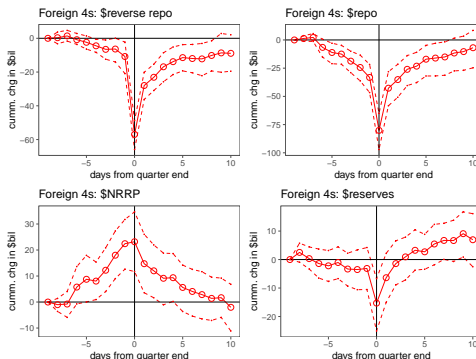 Foreign 4s: $reverse repo
cumm. chg in $bil
0
−20
−40
−60
−5
0
5
10
days from quarter end
Foreign 4s: $repo
cumm. chg in $bil
0
−25
−50
−75
−100
−5
0
5
10
days from quarter end
Foreign 4s: $NRRP
cumm. chg in $bil
30
20
10
0
−10
−5
0
5
10
days from quarter end
Foreign 4s: $reserves
cumm. chg in $bil
10
0
−10
−20
−5
0
5
10
days from quarter end